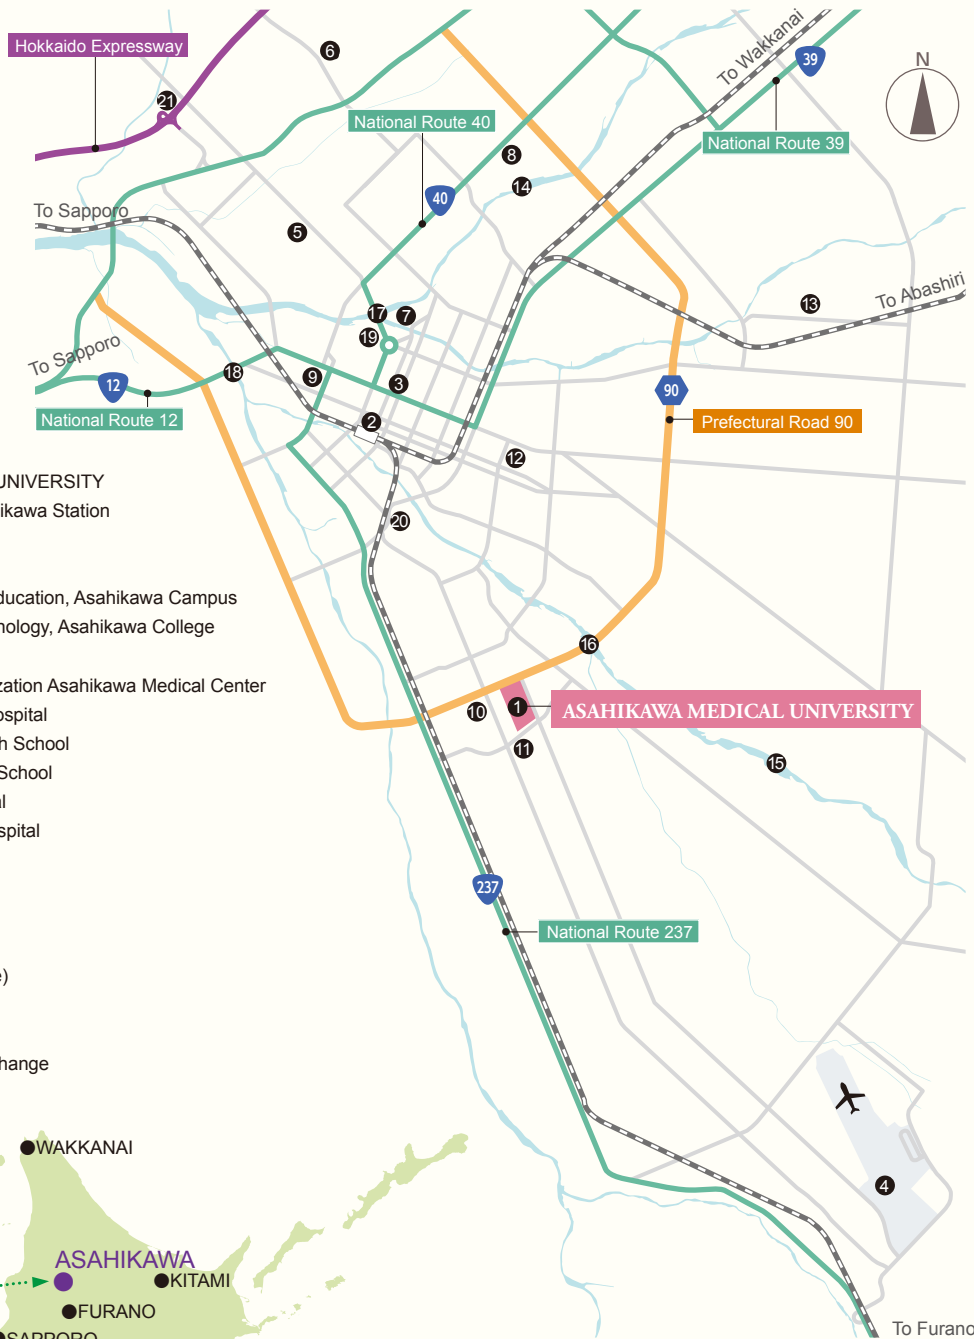 Hokkaido Expressway
6
21
National Route 40
To Wakkanai
39
N
National Route 39
8
14
40
To Sapporo
5
13
To Abashiri
17
7
19
To Sapporo
18
9
3
12
90
National Route 12
2
Prefectural Road 90
12
UNIVERSITY
ikawa Station
20
ducation, Asahikawa Campus
nology, Asahikawa College
16
zation Asahikawa Medical Center
ospital
10
1
ASAHIKAWA MEDICAL UNIVERSITY
h School
11
School
15
al
spital
237
National Route 237
e)
change
WAKKANAI
4
ASAHIKAWA
KITAMI
FURANO
SAPPORO
To Furano